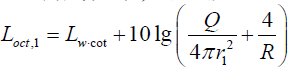 L_{oct,1} = L_{w·cot} + 10 lg ( Q / 4πr_1^2 + 4 / R )